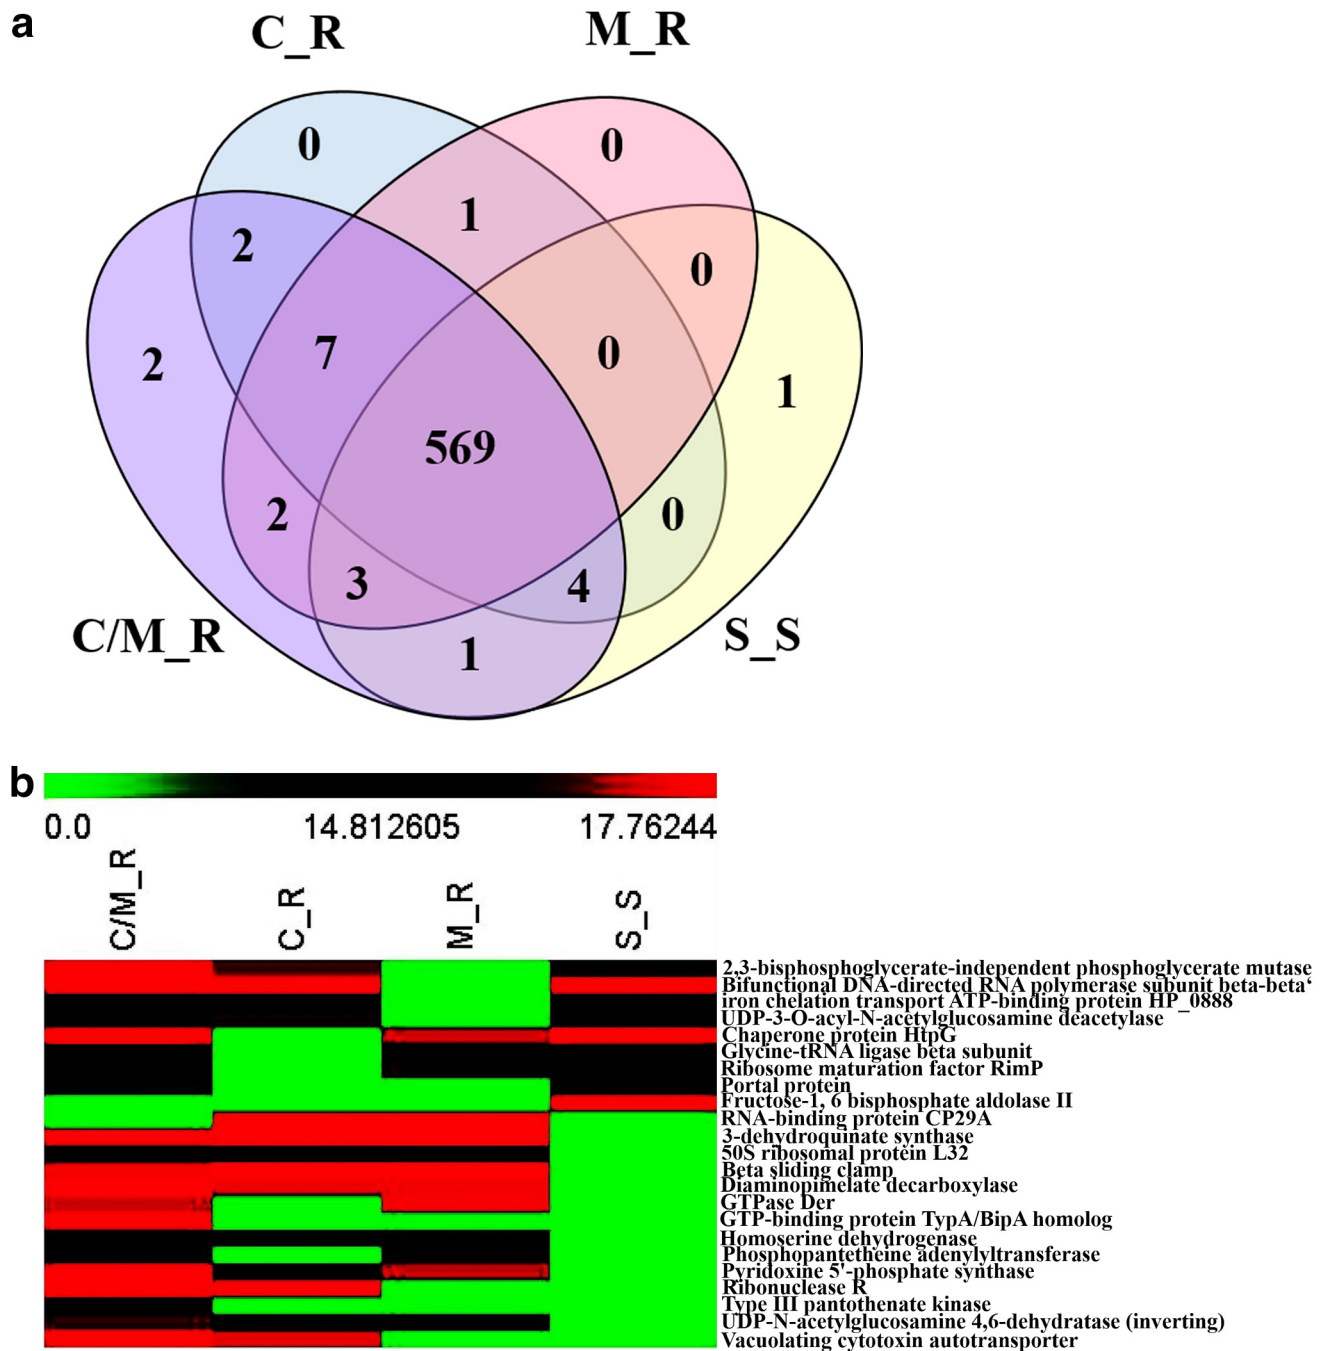 a
C_R
M_R
0
0
1
2
0
7
0
2
1
569
2
0
3
4
C/M_R
S_S
1
b
0.0 14.812605 17.76244
C/M_R
C_R
M_R
S_S
2,3-bisphosphoglycerate-independent phosphoglycerate mutase
Bifunctional DNA-directed RNA polymerase subunit beta-beta‘
iron chelation transport ATP-binding protein HP_0888
UDP-3-O-acyl-N-acetylglucosamine deacetylase
Chaperone protein HtpG
Glycine-tRNA ligase beta subunit
Ribosome maturation factor RimP
Portal protein
Fructose-1, 6 bisphosphate aldolase II
RNA-binding protein CP29A
3-dehydroquinate synthase
50S ribosomal protein L32
Beta sliding clamp
Diaminopimelate decarboxylase
GTPase Der
GTP-binding protein TypA/BipA homolog
Homoserine dehydrogenase
Phosphopantetheine adenylyltransferase
Pyridoxine 5'-phosphate synthase
Ribonuclease R
Type III pantothenate kinase
UDP-N-acetylglucosamine 4,6-dehydratase (inverting)
Vacuolating cytotoxin autotransporter